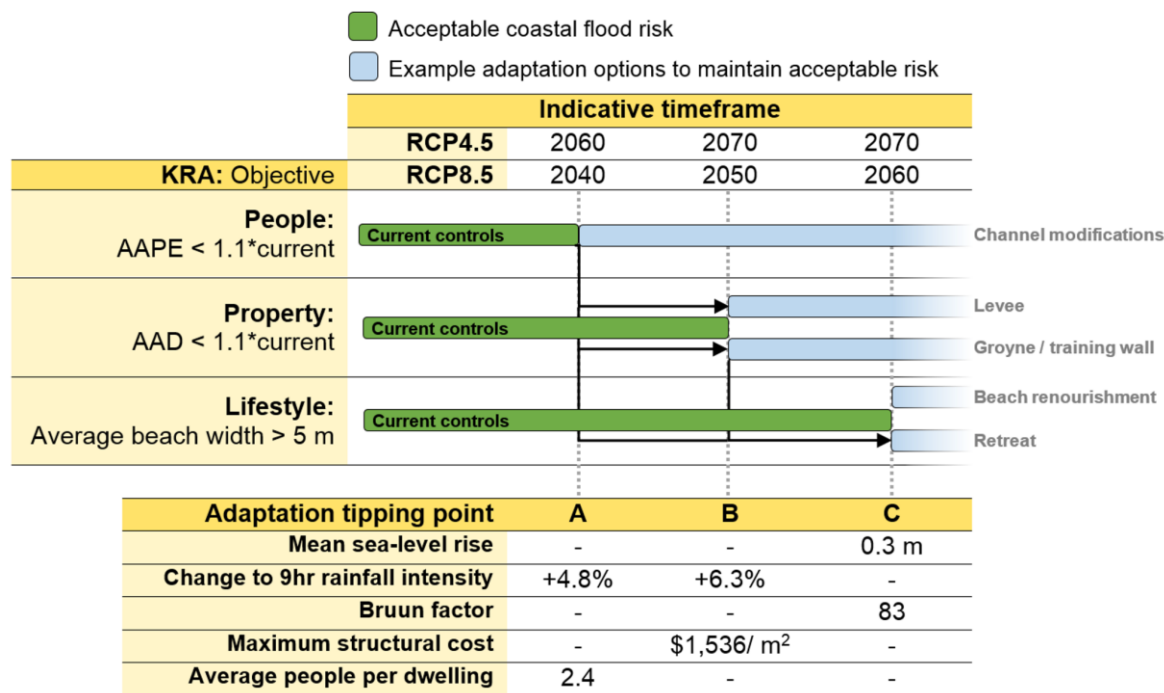 Acceptable coastal flood risk
Example adaptation options to maintain acceptable risk
Indicative timeframe
RCP4.5 2060 2070 2070
KRA: Objective RCP8.5 2040 2050 2060
People:
AAPE < 1.1*current
Current controls
Channel modifications
Property:
AAD < 1.1*current
Levee
Current controls
Groyne / training wall
Lifestyle:
Average beach width > 5 m
Beach renourishment
Current controls
Retreat
Adaptation tipping point A B C
Mean sea-level rise - - 0.3 m
Change to 9hr rainfall intensity +4.8% +6.3% -
Bruun factor - - 83
Maximum structural cost - $1,536/ m² -
Average people per dwelling 2.4 - -